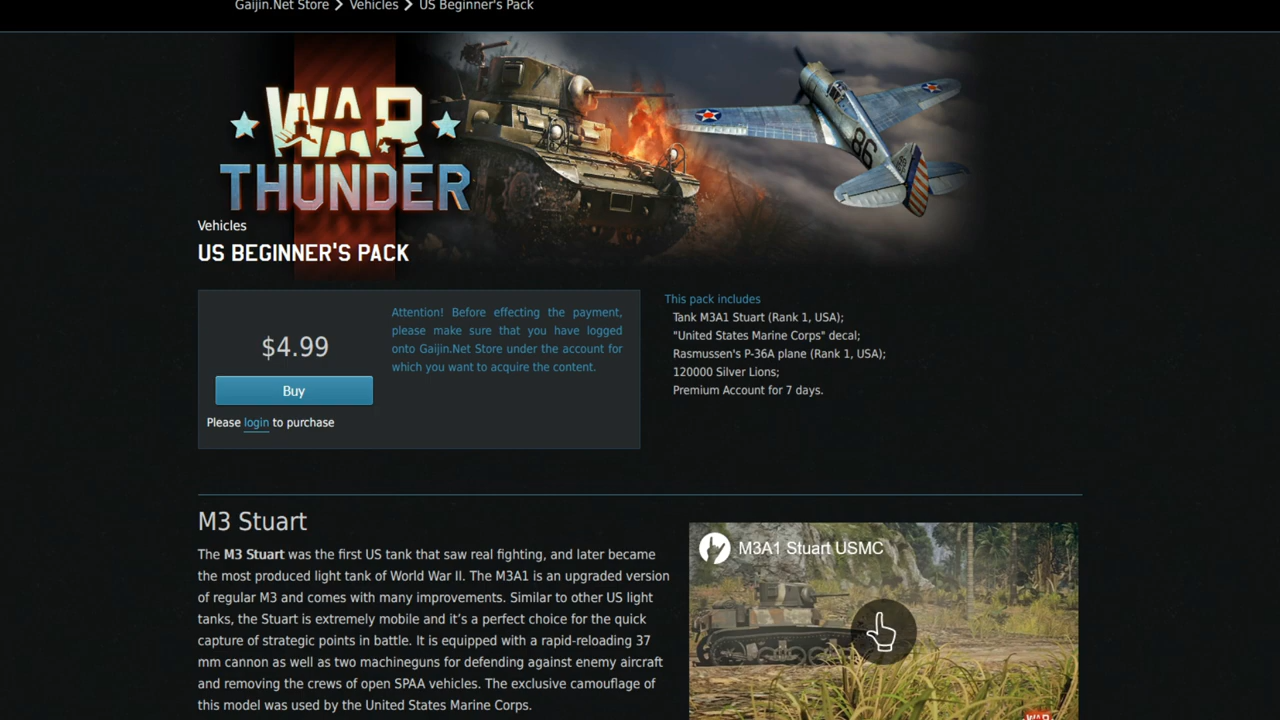 Gaijin.Net Store > Vehicles > US Beginner's Pack
WAR
THUNDER
86
Vehicles
US BEGINNER'S PACK
$4.99
Buy
Please login to purchase
Attention! Before effecting the payment,
please make sure that you have logged
onto Gaijin.Net Store under the account for
which you want to acquire the content.
This pack includes
Tank M3A1 Stuart (Rank 1, USA);
"United States Marine Corps" decal;
Rasmussen's P-36A plane (Rank 1, USA);
120000 Silver Lions;
Premium Account for 7 days.
M3 Stuart
The M3 Stuart was the first US tank that saw real fighting, and later became
the most produced light tank of World War II. The M3A1 is an upgraded version
of regular M3 and comes with many improvements. Similar to other US light
tanks, the Stuart is extremely mobile and it’s a perfect choice for the quick
capture of strategic points in battle. It is equipped with a rapid-reloading 37
mm cannon as well as two machineguns for defending against enemy aircraft
and removing the crews of open SPAA vehicles. The exclusive camouflage of
this model was used by the United States Marine Corps.
M3A1 Stuart USMC
WAR